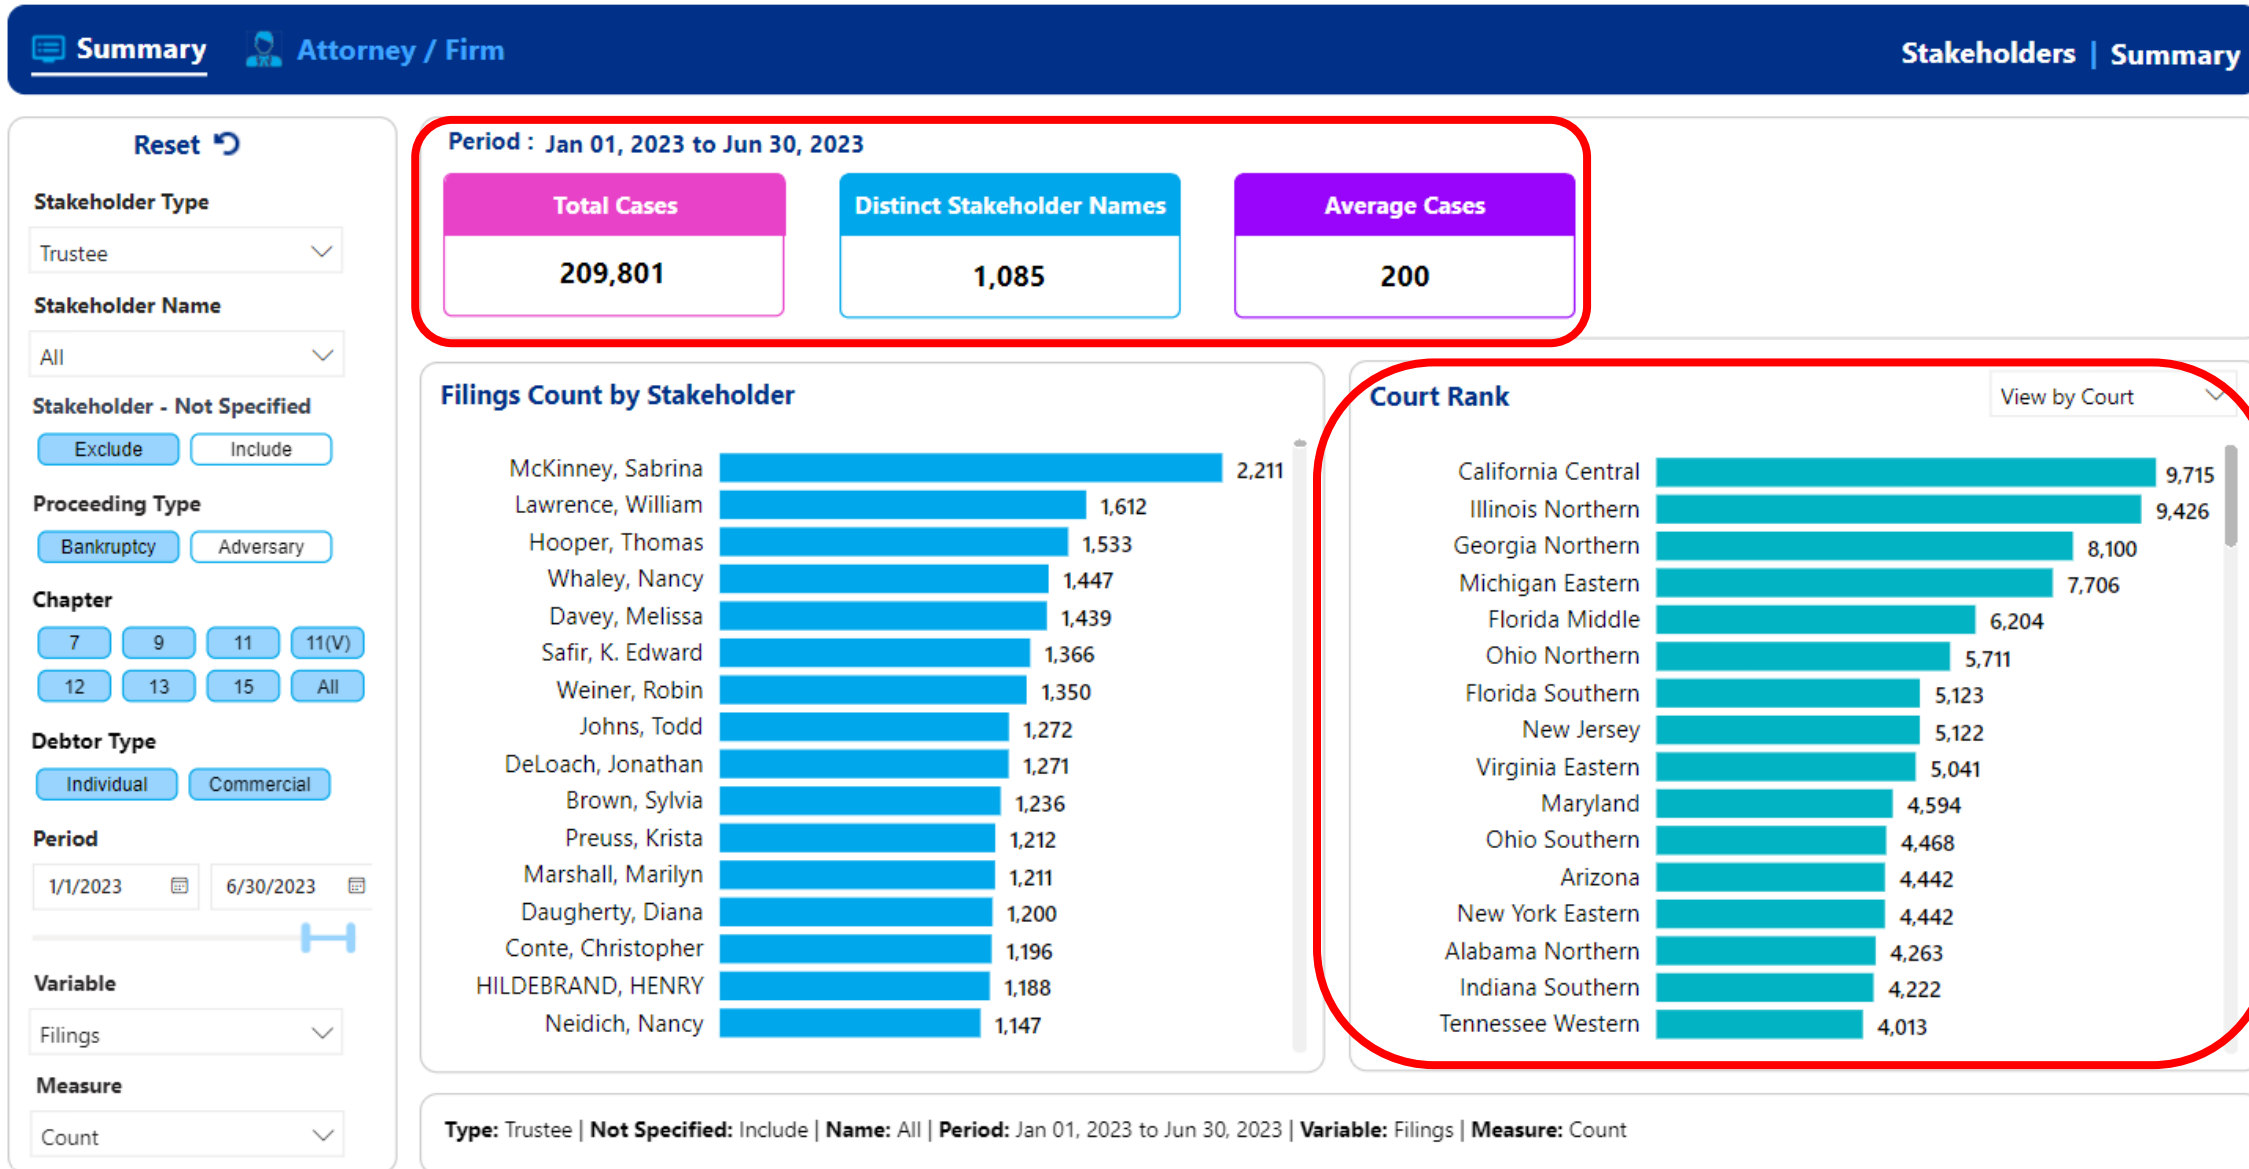 Summary
Attorney / Firm
Stakeholders | Summary
Reset
Stakeholder Type
Trustee
Stakeholder Name
All
Stakeholder - Not Specified
Exclude Include
Proceeding Type
Bankruptcy Adversary
Chapter
7 9 11 11(V)
12 13 15 All
Debtor Type
Individual Commercial
Period
1/1/2023 6/30/2023
Variable
Filings
Measure
Count
Period : Jan 01, 2023 to Jun 30, 2023
Total Cases
209,801
Distinct Stakeholder Names
1,085
Average Cases
200
Filings Count by Stakeholder
McKinney, Sabrina 2,211
Lawrence, William 1,612
Hooper, Thomas 1,533
Whaley, Nancy 1,447
Davey, Melissa 1,439
Safir, K. Edward 1,366
Weiner, Robin 1,350
Johns, Todd 1,272
DeLoach, Jonathan 1,271
Brown, Sylvia 1,236
Preuss, Krista 1,212
Marshall, Marilyn 1,211
Daugherty, Diana 1,200
Conte, Christopher 1,196
HILDEBRAND, HENRY 1,188
Neidich, Nancy 1,147
Court Rank
View by Court
California Central 9,715
Illinois Northern 9,426
Georgia Northern 8,100
Michigan Eastern 7,706
Florida Middle 6,204
Ohio Northern 5,711
Florida Southern 5,123
New Jersey 5,122
Virginia Eastern 5,041
Maryland 4,594
Ohio Southern 4,468
Arizona 4,442
New York Eastern 4,442
Alabama Northern 4,263
Indiana Southern 4,222
Tennessee Western 4,013
Type: Trustee | Not Specified: Include | Name: All | Period: Jan 01, 2023 to Jun 30, 2023 | Variable: Filings | Measure: Count